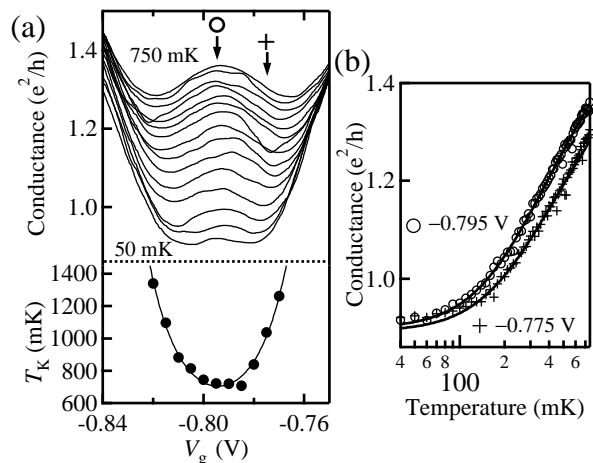 (a)
750 mK
+
Conductance (e²/h)
1.4
1.2
1.0
50 mK
T_K (mK)
1400
1200
1000
800
600
-0.84
-0.80
-0.76
V_g (V)
(b)
Conductance (e²/h)
1.4
1.2
1.0
−0.795 V
+ −0.775 V
4 6 8 100 2 4 6
Temperature (mK)